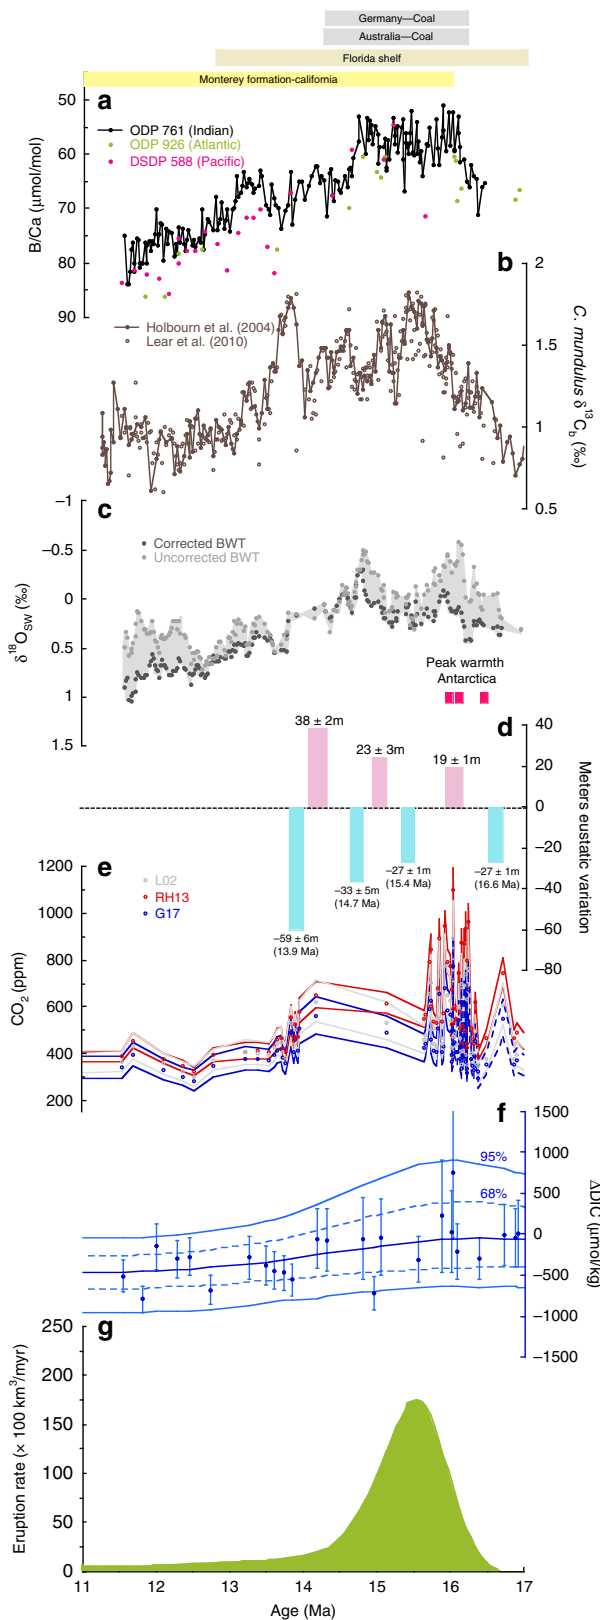 Germany—Coal
Australia—Coal
Florida shelf
Monterey formation-california
a
50
60
70
80
90
B/Ca (μmol/mol)
ODP 761 (Indian)
ODP 926 (Atlantic)
DSDP 588 (Pacific)
b
2
1.5
1
0.5
C. mundulus δ13Cb (‰)
Holbourn et al. (2004)
Lear et al. (2010)
c
−1
−0.5
0
0.5
1
1.5
δ18OSW (‰)
Corrected BWT
Uncorrected BWT
Peak warmth
Antarctica
d
40
20
0
−20
−40
−60
−80
Meters eustatic variation
38 ± 2m
23 ± 3m
19 ± 1m
−59 ± 6m
(13.9 Ma)
−33 ± 5m
(14.7 Ma)
−27 ± 1m
(15.4 Ma)
−27 ± 1m
(16.6 Ma)
e
1200
1000
800
600
400
200
CO2 (ppm)
L02
RH13
G17
f
1500
1000
500
0
−500
−1000
−1500
ΔDIC (μmol/kg)
95%
68%
g
250
200
150
100
50
0
Eruption rate (× 100 km3/myr)
11
12
13
14
15
16
17
Age (Ma)